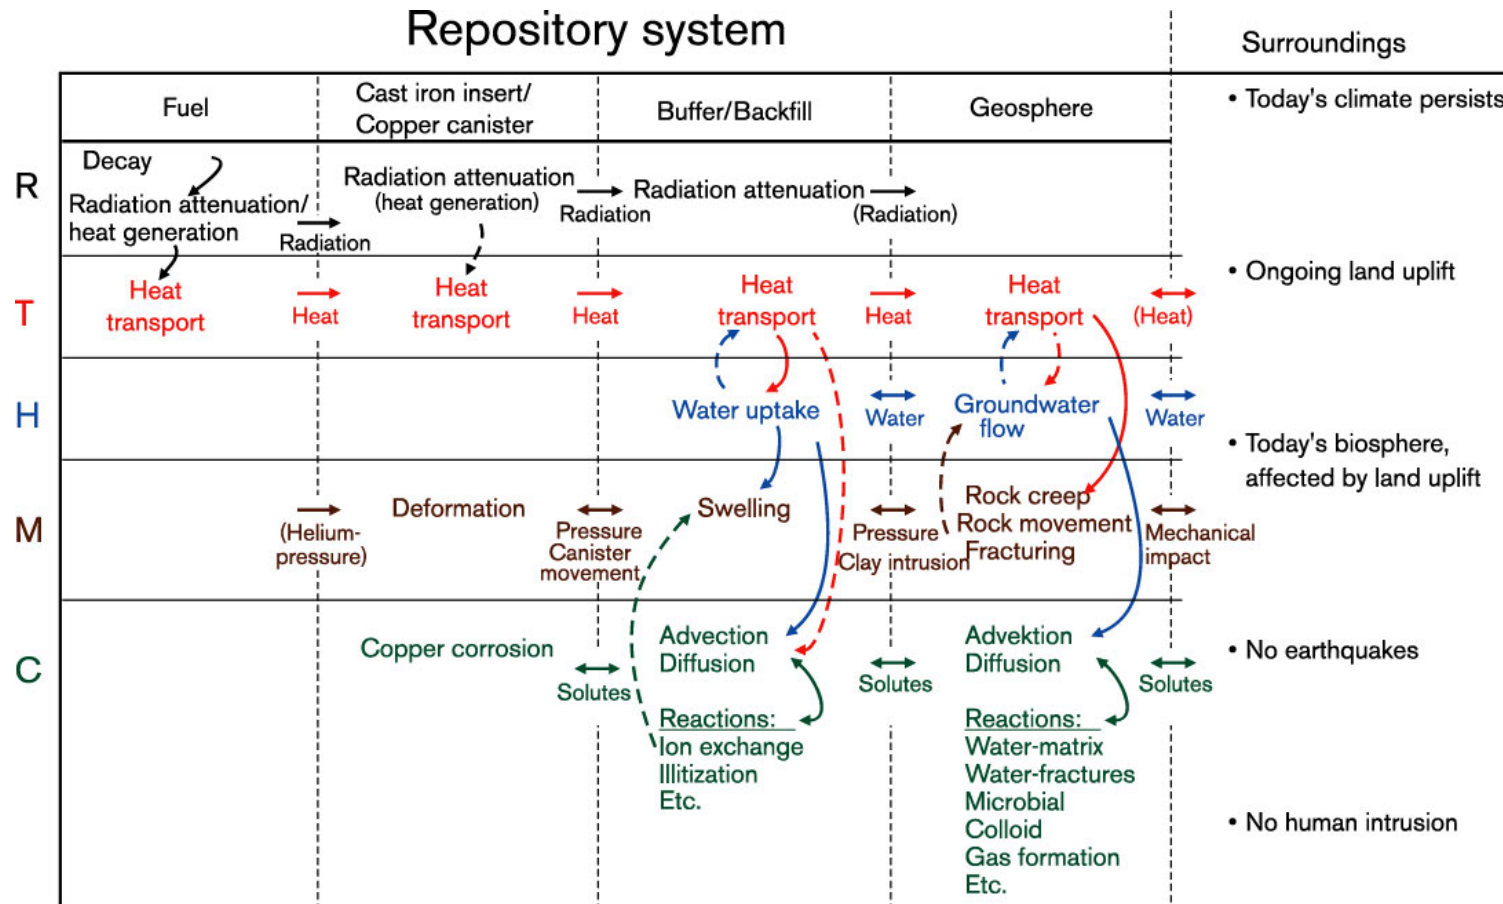 Repository system
Surroundings
Fuel
Cast iron insert/
Copper canister
Buffer/Backfill
Geosphere
• Today's climate persists
R
Decay
Radiation attenuation/
heat generation
Radiation
Radiation attenuation
(heat generation)
Radiation
Radiation attenuation
(Radiation)
• Ongoing land uplift
T
Heat
transport
Heat
Heat
transport
Heat
Heat
transport
Heat
Heat
transport
(Heat)
H
Water uptake
Water
Groundwater
flow
Water
• Today's biosphere,
affected by land uplift
M
(Helium-
pressure)
Deformation
Pressure
Canister
movement
Swelling
Pressure
Clay intrusion
Rock creep
Rock movement
Fracturing
Mechanical
impact
C
Copper corrosion
Solutes
Advection
Diffusion
Reactions:
Ion exchange
Illitization
Etc.
Solutes
Advektion
Diffusion
Reactions:
Water-matrix
Water-fractures
Microbial
Colloid
Gas formation
Etc.
Solutes
• No earthquakes
• No human intrusion